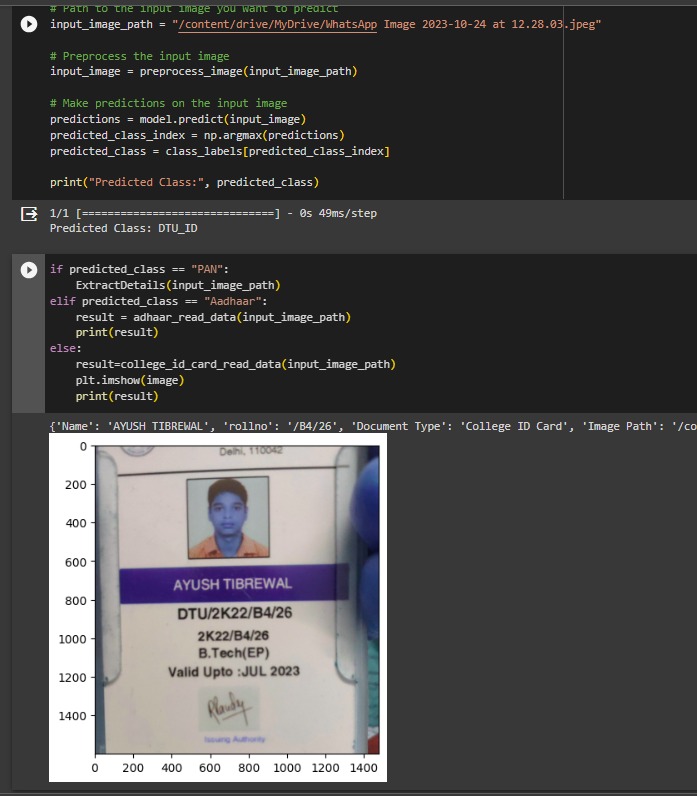 # Path to the input image you want to predict
input_image_path = "/content/drive/MyDrive/WhatsApp Image 2023-10-24 at 12.28.03.jpeg"
# Preprocess the input image
input_image = preprocess_image(input_image_path)
# Make predictions on the input image
predictions = model.predict(input_image)
predicted_class_index = np.argmax(predictions)
predicted_class = class_labels[predicted_class_index]
print("Predicted Class:", predicted_class)
1/1 [==============================] - 0s 49ms/step
Predicted Class: DTU_ID
if predicted_class == "PAN":
    ExtractDetails(input_image_path)
elif predicted_class == "Aadhaar":
    result = adhaar_read_data(input_image_path)
    print(result)
else:
    result=college_id_card_read_data(input_image_path)
    plt.imshow(image)
    print(result)
{'Name': 'AYUSH TIBREWAL', 'rollno': '/B4/26', 'Document Type': 'College ID Card', 'Image Path': '/co
0
200
400
600
800
1000
1200
1400
Delhi, 110042
AYUSH TIBREWAL
DTU/2K22/B4/26
2K22/B4/26
B.Tech(EP)
Valid Upto :JUL 2023
Issuing Authority
0 200 400 600 800 1000 1200 1400